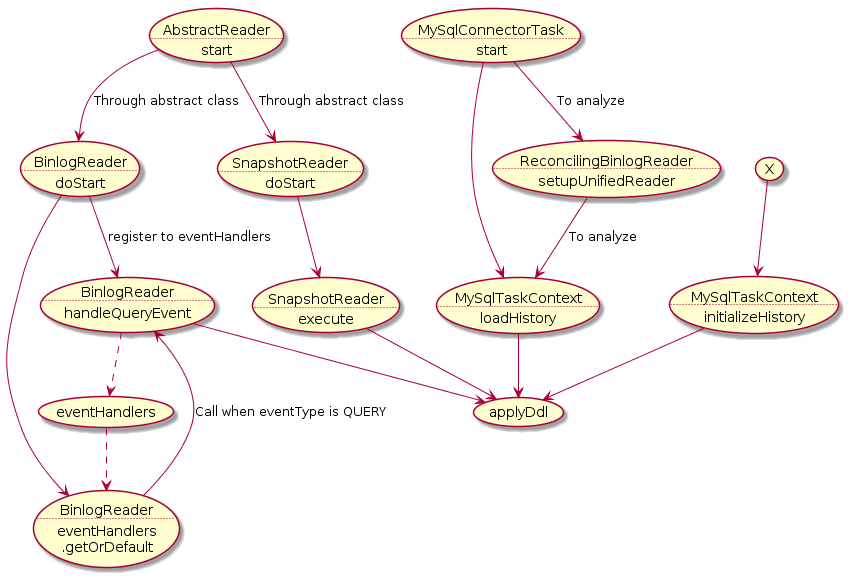 AbstractReader
start
MySqlConnectorTask
start
Through abstract class
Through abstract class
To analyze
BinlogReader
doStart
SnapshotReader
doStart
ReconcilingBinlogReader
setupUnifiedReader
X
register to eventHandlers
To analyze
BinlogReader
handleQueryEvent
SnapshotReader
execute
MySqlTaskContext
loadHistory
MySqlTaskContext
initializeHistory
eventHandlers
Call when eventType is QUERY
applyDdl
BinlogReader
eventHandlers
.getOrDefault